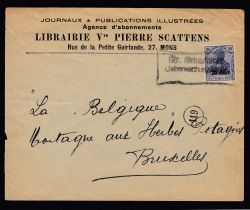 JOURNAUX & PUBLICATIONS ILLUSTRÉES
Agence d'abonnements
LIBRAIRIE Vve PIERRE SCATTENS
Rue de la Petite Guirlande, 27, MONS
"La Belgique"
Montagne aux Herbes Potagères
Bruxelles